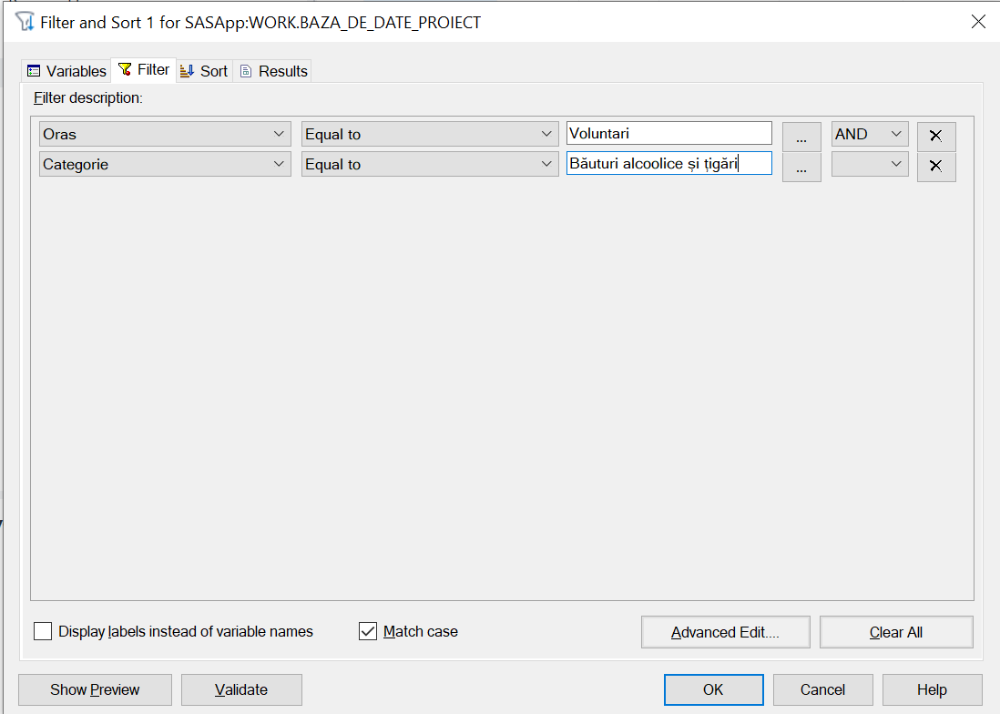 Filter and Sort 1 for SASApp:WORK.BAZA_DE_DATE_PROIECT
Variables Filter Sort Results
Filter description:
Oras Equal to Voluntari ... AND
Categorie Equal to Băuturi alcoolice și țigări ...
Display labels instead of variable names Match case Advanced Edit.... Clear All
Show Preview Validate OK Cancel Help